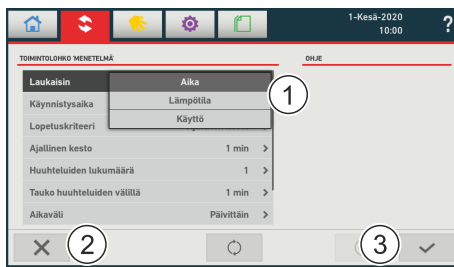 1-Kesä-2020
10:00
?
TOIMINTOLOHKO 'MENETELMÄ'
OHJE
Laukaisin
Aika
Käynnistysaika
Lämpötila
1
Lopetuskriteeri
Käyttö
Ajallinen kesto
1 min >
Huuhteluiden lukumäärä
1 >
Tauko huuhteluiden välillä
1 min >
Aikaväli
Päivittäin >
2
3